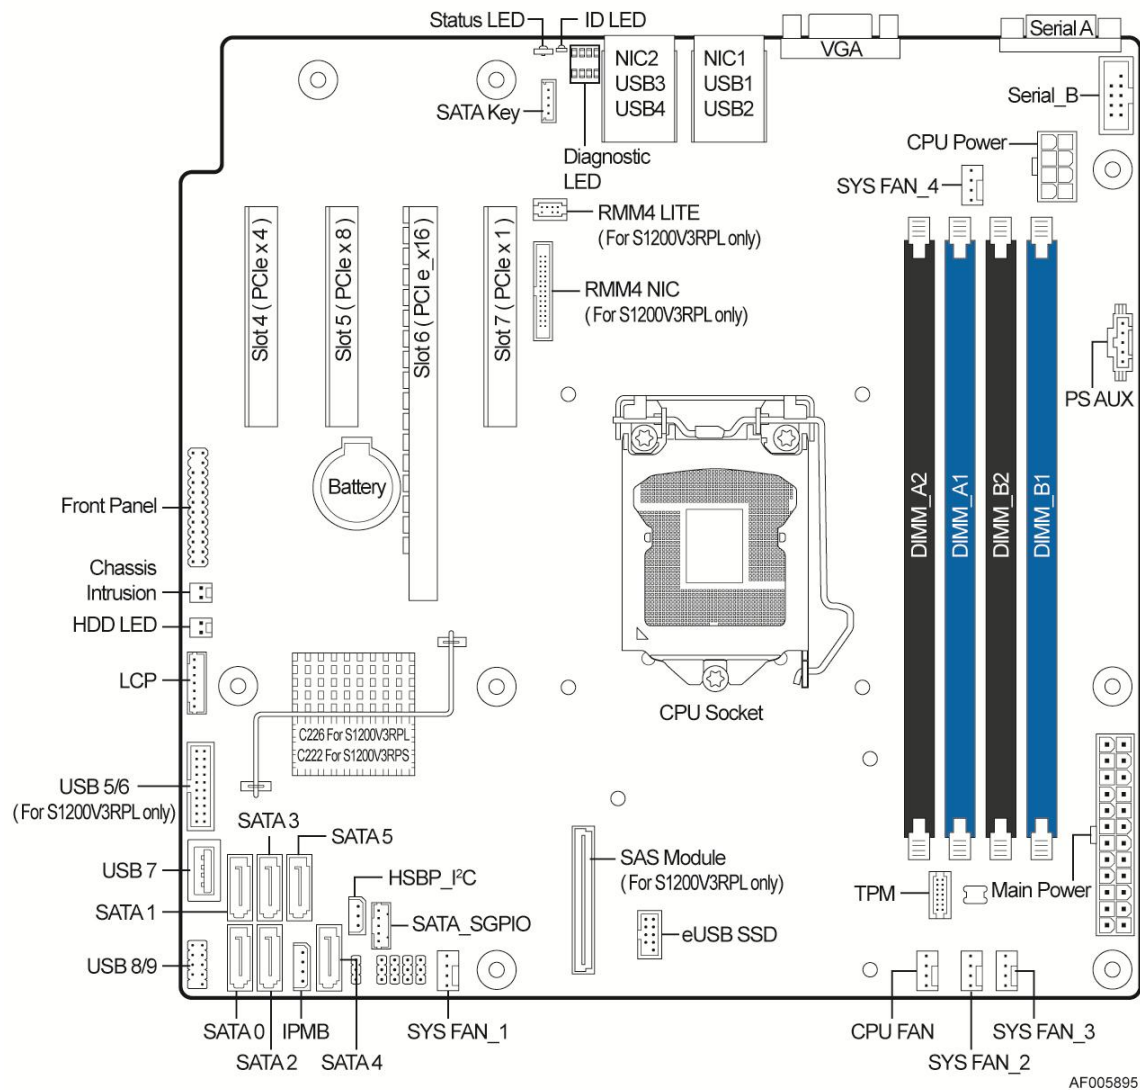 Status LED
ID LED
VGA
Serial A
NIC2
USB3
USB4
NIC1
USB1
USB2
Serial_B
SATA Key
CPU Power
Diagnostic
LED
SYS FAN_4
RMM4 LITE
(For S1200V3RPL only)
Slot 4 ( PCIe x 4 )
Slot 5 ( PCIe x 8 )
Slot 6 ( PCI e_x16 )
Slot 7 ( PCIe x 1 )
RMM4 NIC
( For S1200V3RPL only)
PS AUX
Battery
Front Panel
DIMM_A2
DIMM_A1
DIMM_B2
DIMM_B1
Chassis
Intrusion
HDD LED
LCP
CPU Socket
C226 For S1200V3RPL
C222 For S1200V3RPS
USB 5/6
( For S1200V3RPL only)
SATA 3
SATA 5
USB 7
HSBP_I²C
SAS Module
( For S1200V3RPL only)
TPM
Main Power
SATA 1
SATA_SGPIO
eUSB SSD
USB 8/9
SATA 0
IPMB
SYS FAN_1
CPU FAN
SYS FAN_3
SATA 2
SATA 4
SYS FAN_2
AF005895